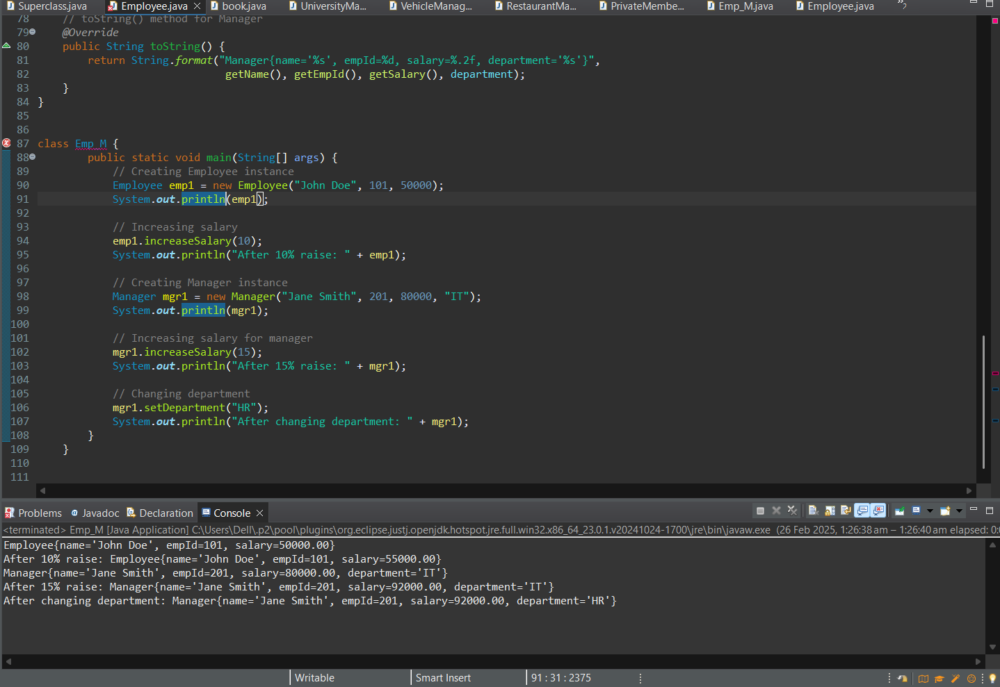 Superclass.java Employee.java book.java UniversityMa... VehicleManag... RestaurantMa... PrivateMembe... Emp_M.java Employee.java »2
78 // toString() method for Manager
79 @Override
80 public String toString() {
81 return String.format("Manager{name='%s', empId=%d, salary=%.2f, department='%s'}",
82 getName(), getEmpId(), getSalary(), department);
83 }
84 }
85
86
87 class Emp_M {
88 public static void main(String[] args) {
89 // Creating Employee instance
90 Employee emp1 = new Employee("John Doe", 101, 50000);
91 System.out.println(emp1);
92
93 // Increasing salary
94 emp1.increaseSalary(10);
95 System.out.println("After 10% raise: " + emp1);
96
97 // Creating Manager instance
98 Manager mgr1 = new Manager("Jane Smith", 201, 80000, "IT");
99 System.out.println(mgr1);
100
101 // Increasing salary for manager
102 mgr1.increaseSalary(15);
103 System.out.println("After 15% raise: " + mgr1);
104
105 // Changing department
106 mgr1.setDepartment("HR");
107 System.out.println("After changing department: " + mgr1);
108 }
109 }
110
111
Problems @ Javadoc Declaration Console
<terminated> Emp_M [Java Application] C:\Users\Dell\.p2\pool\plugins\org.eclipse.justj.openjdk.hotspot.jre.full.win32.x86_64_23.0.1.v20241024-1700\jre\bin\javaw.exe (26 Feb 2025, 1:26:38 am – 1:26:40 am elapsed: 0:0
Employee{name='John Doe', empId=101, salary=50000.00}
After 10% raise: Employee{name='John Doe', empId=101, salary=55000.00}
Manager{name='Jane Smith', empId=201, salary=80000.00, department='IT'}
After 15% raise: Manager{name='Jane Smith', empId=201, salary=92000.00, department='IT'}
After changing department: Manager{name='Jane Smith', empId=201, salary=92000.00, department='HR'}
Writable Smart Insert 91 : 31 : 2375